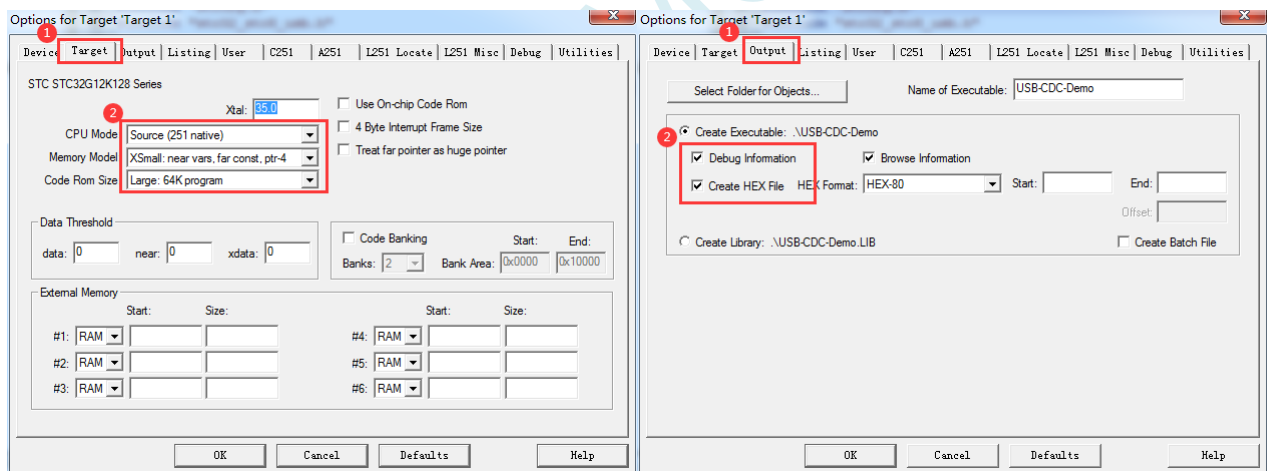 Options for Target 'Target 1'
1
Device Target Output Listing User C251 A251 L251 Locate L251 Misc Debug Utilities
STC STC32G12K128 Series
Xtal: 35.0
Use On-chip Code Rom
2
CPU Mode Source (251 native)
4 Byte Interrupt Frame Size
Memory Model XSmall: near vars, far const, ptr-4
Treat far pointer as huge pointer
Code Rom Size Large: 64K program
Data Threshold
data: 0 near: 0 xdata: 0
Code Banking Start: End:
Banks: 2 Bank Area: 0x0000 0x10000
External Memory
Start: Size: Start: Size:
#1: RAM #4: RAM
#2: RAM #5: RAM
#3: RAM #6: RAM
OK Cancel Defaults Help
Options for Target 'Target 1'
1
Device Target Output Listing User C251 A251 L251 Locate L251 Misc Debug Utilities
Select Folder for Objects... Name of Executable: USB-CDC-Demo
2
Create Executable: .\USB-CDC-Demo
Debug Information Browse Information
Create HEX File HEX Format: HEX-80 Start: End:
Offset:
Create Library: .\USB-CDC-Demo.LIB Create Batch File
OK Cancel Defaults Help